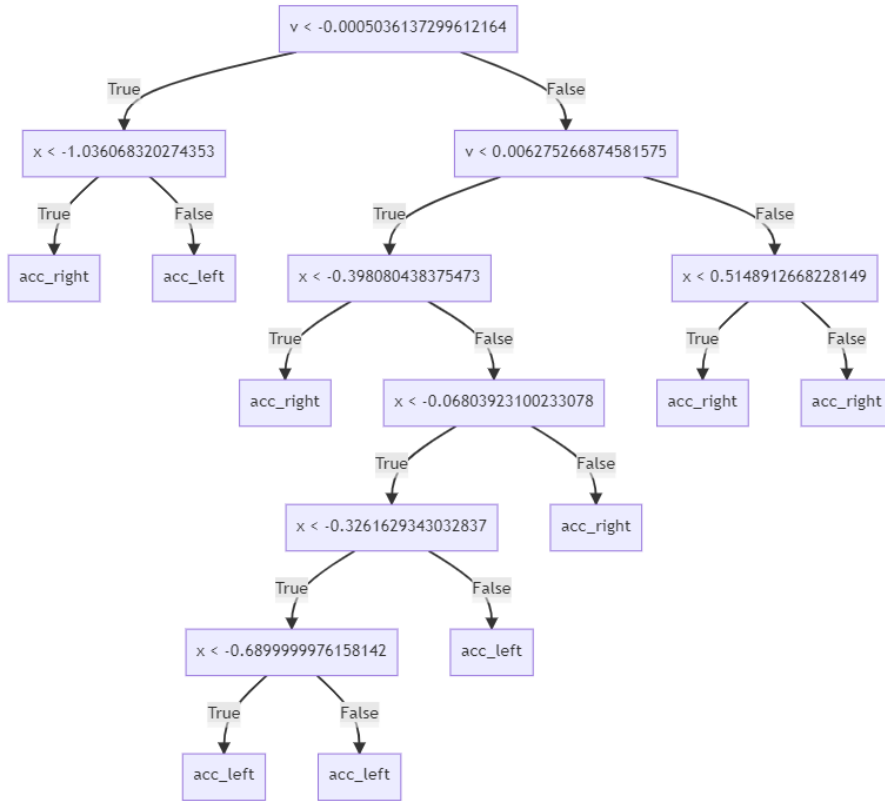 v < -0.0005036137299612164
True
False
x < -1.036068320274353
v < 0.006275266874581575
True
False
True
False
acc_right
acc_left
x < -0.398080438375473
x < 0.5148912668228149
True
False
True
False
acc_right
x < -0.06803923100233078
acc_right
acc_right
True
False
x < -0.3261629343032837
acc_right
True
False
x < -0.6899999976158142
acc_left
True
False
acc_left
acc_left